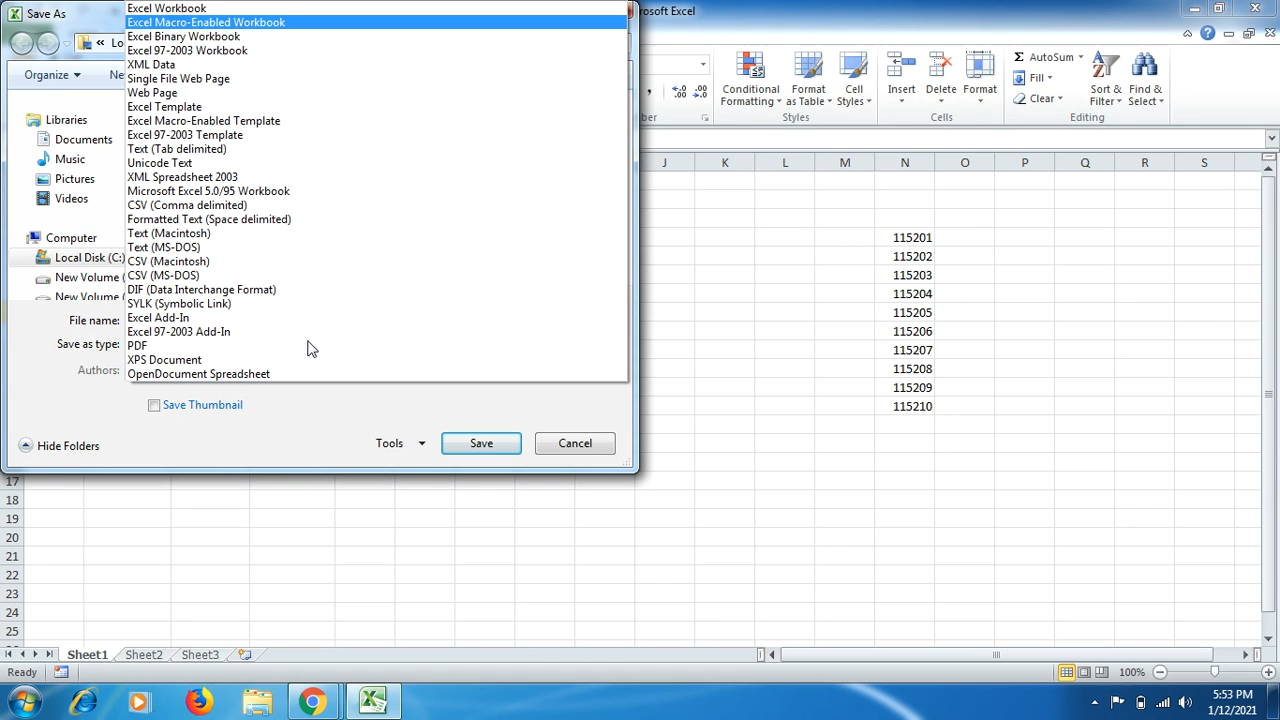 Save As
rosoft Excel
Excel Workbook
Excel Macro-Enabled Workbook
Excel Binary Workbook
Excel 97-2003 Workbook
XML Data
Single File Web Page
Web Page
Excel Template
Excel Macro-Enabled Template
Excel 97-2003 Template
Text (Tab delimited)
Unicode Text
XML Spreadsheet 2003
Microsoft Excel 5.0/95 Workbook
CSV (Comma delimited)
Formatted Text (Space delimited)
Text (Macintosh)
Text (MS-DOS)
CSV (Macintosh)
CSV (MS-DOS)
DIF (Data Interchange Format)
SYLK (Symbolic Link)
Excel Add-In
Excel 97-2003 Add-In
PDF
XPS Document
OpenDocument Spreadsheet
« Lo
Organize
Ne
Libraries
Documents
Music
Pictures
Videos
Computer
Local Disk (C:)
New Volume (
New Volume (
File name:
Save as type:
Authors:
Save Thumbnail
Hide Folders
Tools
Save
Cancel
Conditional Formatting
Format as Table
Cell Styles
Insert
Delete
Format
Σ AutoSum
Fill
Clear
Sort & Filter
Find & Select
ber
Styles
Cells
Editing
J K L M N O P Q R S
115201
115202
115203
115204
115205
115206
115207
115208
115209
115210
17
18
19
20
21
22
23
24
25
Sheet1 Sheet2 Sheet3
Ready
100%
5:53 PM
1/12/2021